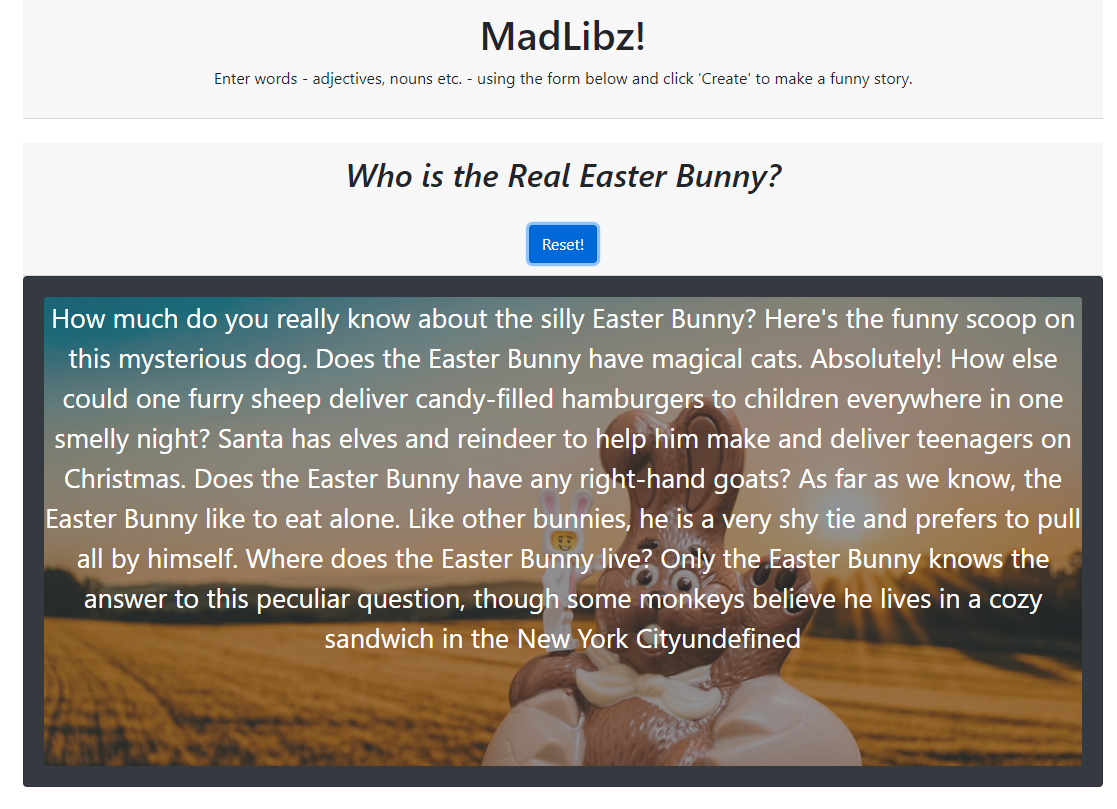 MadLibz!
Enter words - adjectives, nouns etc. - using the form below and click 'Create' to make a funny story.
Who is the Real Easter Bunny?
Reset!
How much do you really know about the silly Easter Bunny? Here's the funny scoop on
this mysterious dog. Does the Easter Bunny have magical cats. Absolutely! How else
could one furry sheep deliver candy-filled hamburgers to children everywhere in one
smelly night? Santa has elves and reindeer to help him make and deliver teenagers on
Christmas. Does the Easter Bunny have any right-hand goats? As far as we know, the
Easter Bunny like to eat alone. Like other bunnies, he is a very shy tie and prefers to pull
all by himself. Where does the Easter Bunny live? Only the Easter Bunny knows the
answer to this peculiar question, though some monkeys believe he lives in a cozy
sandwich in the New York Cityundefined